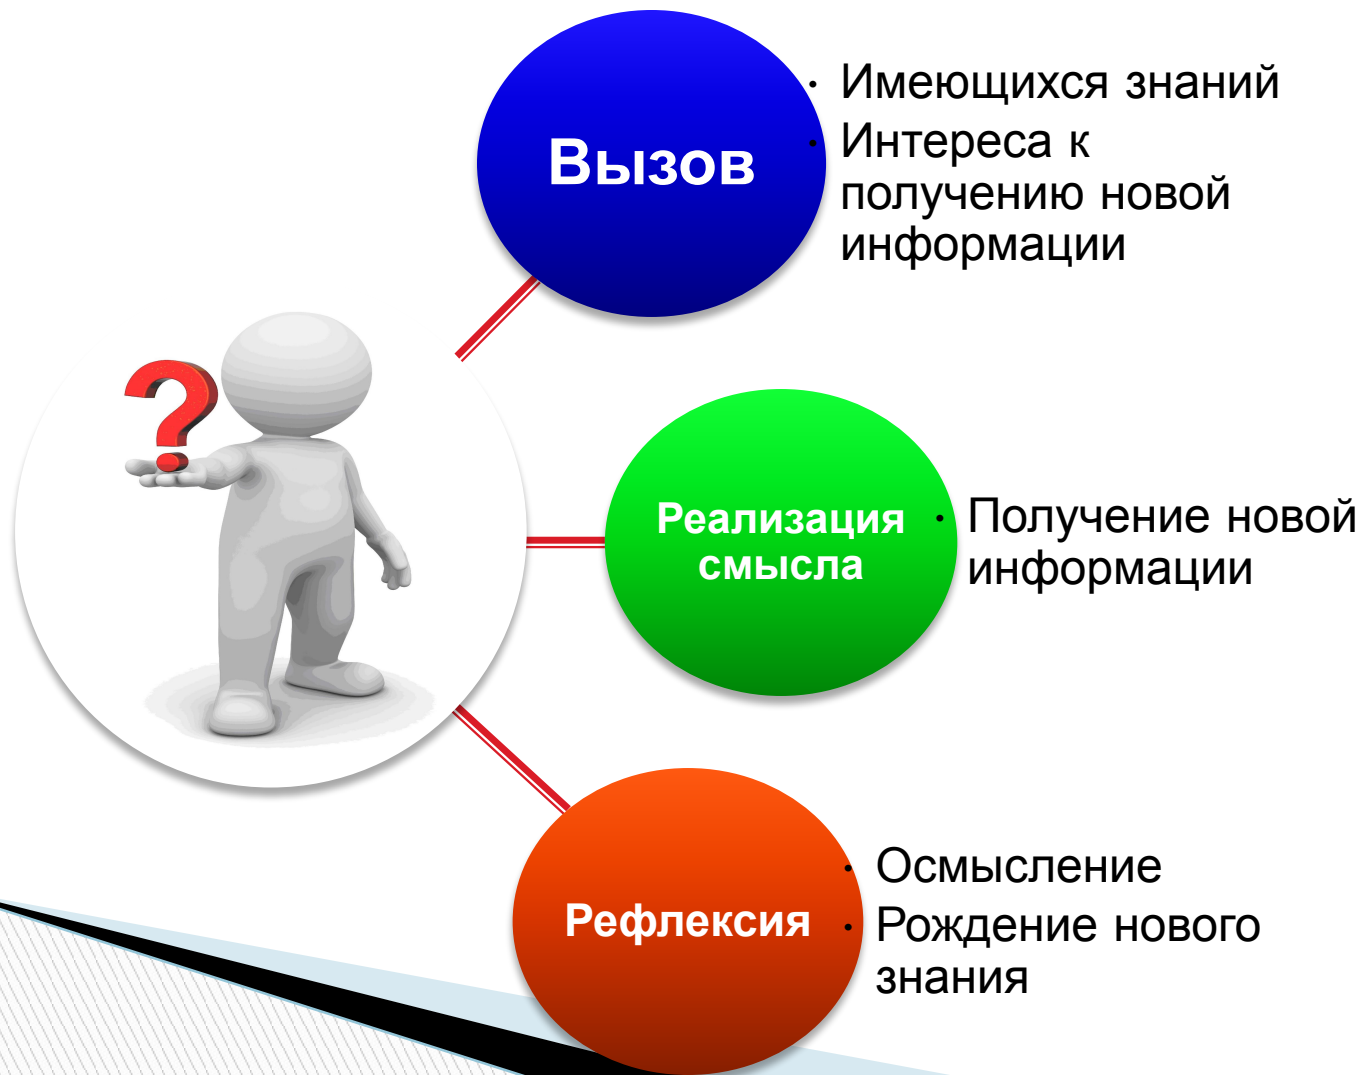 Вызов
• Имеющихся знаний
• Интереса к
получению новой
информации
?
Реализация
смысла
• Получение новой
информации
Рефлексия
• Осмысление
• Рождение нового
знания